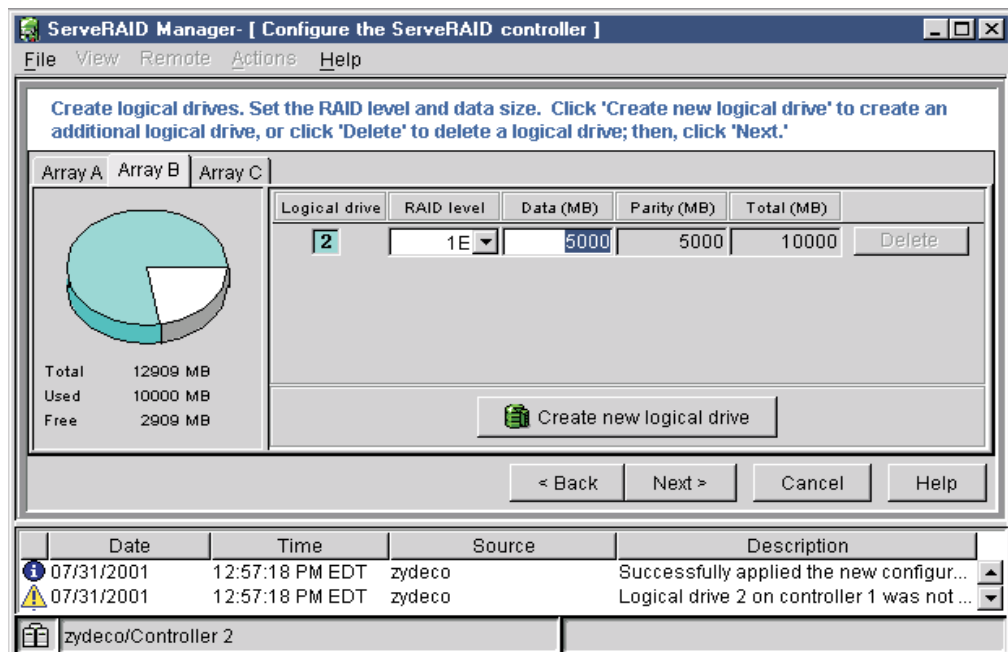 ServeRAID Manager- [ Configure the ServeRAID controller ]
File View Remote Actions Help
Create logical drives. Set the RAID level and data size. Click 'Create new logical drive' to create an
additional logical drive, or click 'Delete' to delete a logical drive; then, click 'Next.'
Array A Array B Array C
Logical drive RAID level Data (MB) Parity (MB) Total (MB)
2 1E 5000 5000 10000 Delete
Total 12909 MB
Used 10000 MB
Free 2909 MB
Create new logical drive
< Back Next > Cancel Help
Date Time Source Description
07/31/2001 12:57:18 PM EDT zydeco Successfully applied the new configur...
07/31/2001 12:57:18 PM EDT zydeco Logical drive 2 on controller 1 was not ...
zydeco/Controller 2